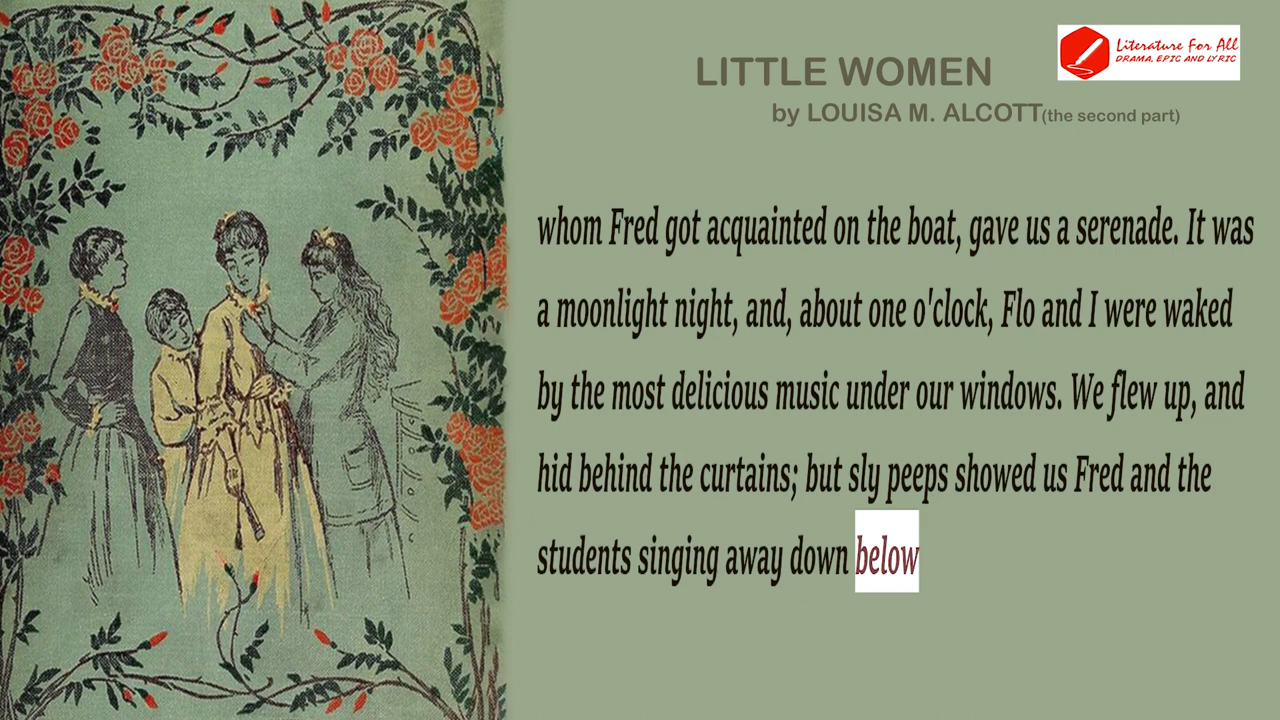 LITTLE WOMEN
by LOUISA M. ALCOTT(the second part)
Literature For All
DRAMA, EPIC AND LYRIC
whom Fred got acquainted on the boat, gave us a serenade. It was
a moonlight night, and, about one o'clock, Flo and I were waked
by the most delicious music under our windows. We flew up, and
hid behind the curtains; but sly peeps showed us Fred and the
students singing away down below